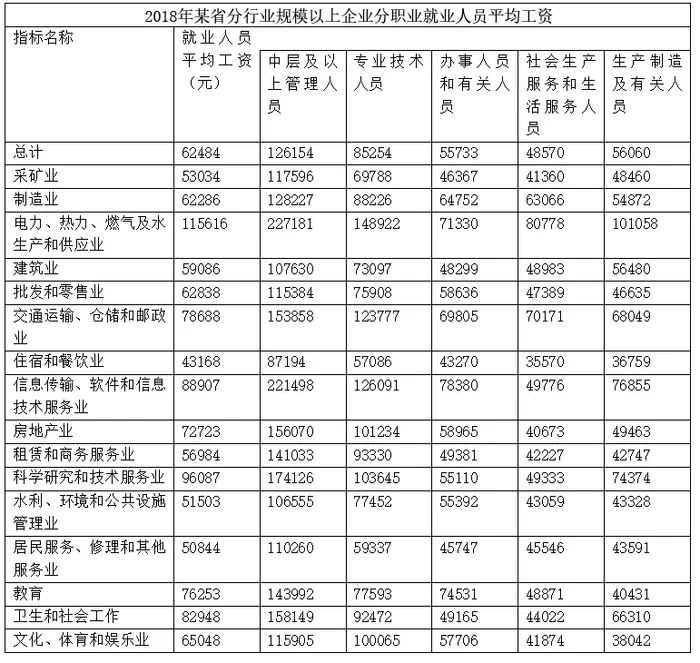 2018年某省分行业规模以上企业分职业就业人员平均工资
指标名称 就业人员平均工资（元） 中层及以上管理人员 专业技术人员 办事人员和有关人员 社会生产服务和生活服务人员 生产制造及有关人员
总计 62484 126154 85254 55733 48570 56060
采矿业 53034 117596 69788 46367 41360 48460
制造业 62286 128227 88226 64752 63066 54872
电力、热力、燃气及水生产和供应业 115616 227181 148922 71330 80778 101058
建筑业 59086 107630 73097 48299 48983 56480
批发和零售业 62838 115384 75908 58636 47389 46635
交通运输、仓储和邮政业 78688 153858 123777 69805 70171 68049
住宿和餐饮业 43168 87194 57086 43270 35570 36759
信息传输、软件和信息技术服务业 88907 221498 126091 78380 49776 76855
房地产业 72723 156070 101234 58965 40673 49463
租赁和商务服务业 56984 141033 93330 49381 42227 42747
科学研究和技术服务业 96087 174126 103645 55110 49333 74374
水利、环境和公共设施管理业 51503 106555 77452 55392 43059 43328
居民服务、修理和其他服务业 50844 110260 59337 45747 45546 43591
教育 76253 143992 77593 74531 48871 40431
卫生和社会工作 82948 158149 92472 49165 44022 66310
文化、体育和娱乐业 65048 115905 100065 57706 41874 38042